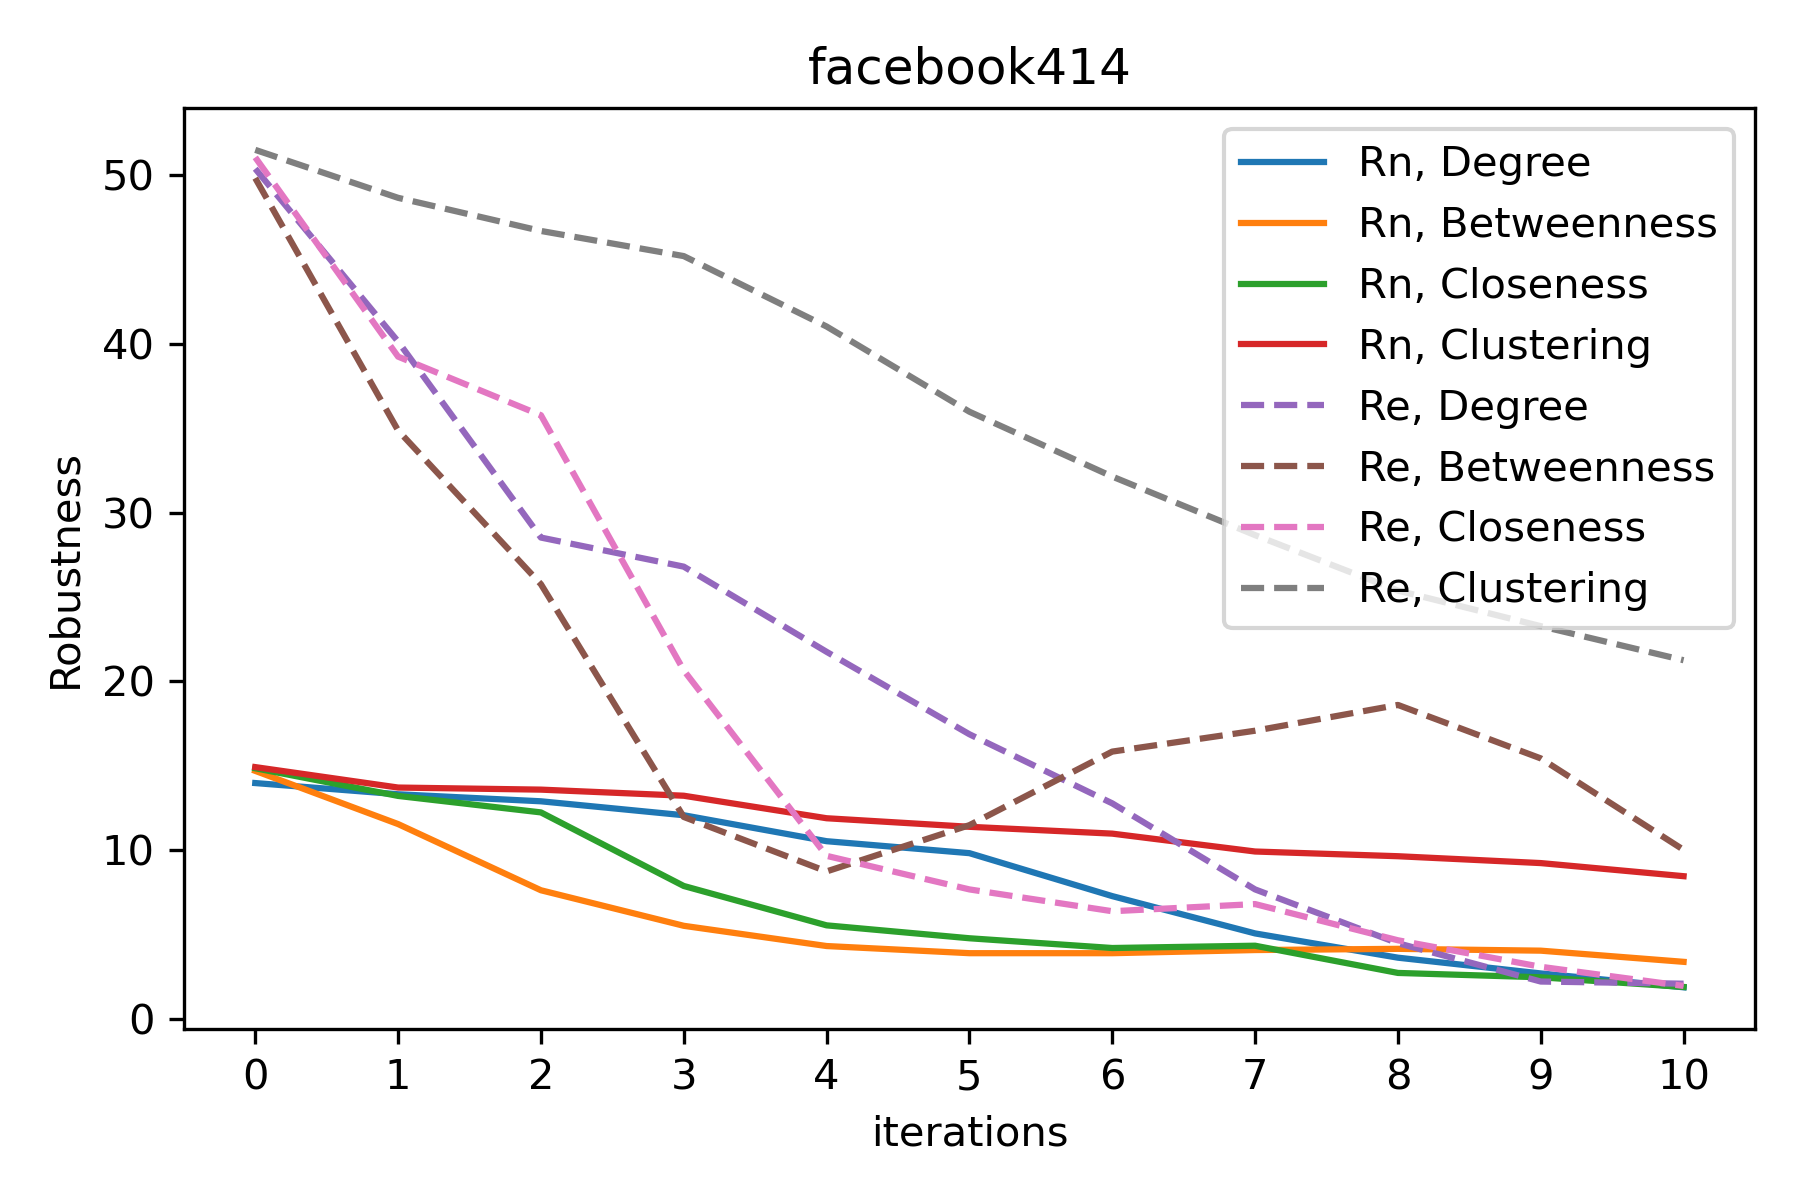 facebook414
Robustness
50
40
30
20
10
0
Rn, Degree
Rn, Betweenness
Rn, Closeness
Rn, Clustering
Re, Degree
Re, Betweenness
Re, Closeness
Re, Clustering
0 1 2 3 4 5 6 7 8 9 10
iterations